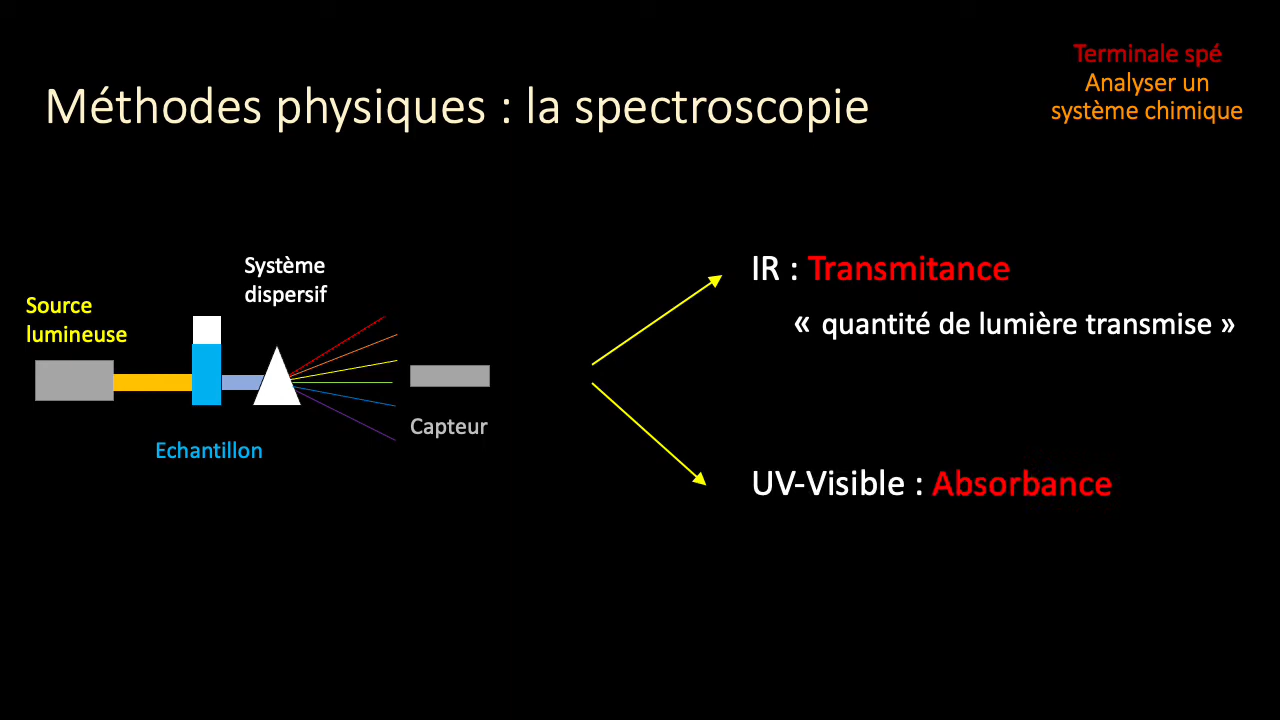 Terminale spé
Analyser un
système chimique
Méthodes physiques : la spectroscopie
Système
dispersif
Source
lumineuse
Echantillon
Capteur
IR : Transmitance
« quantité de lumière transmise »
UV-Visible : Absorbance